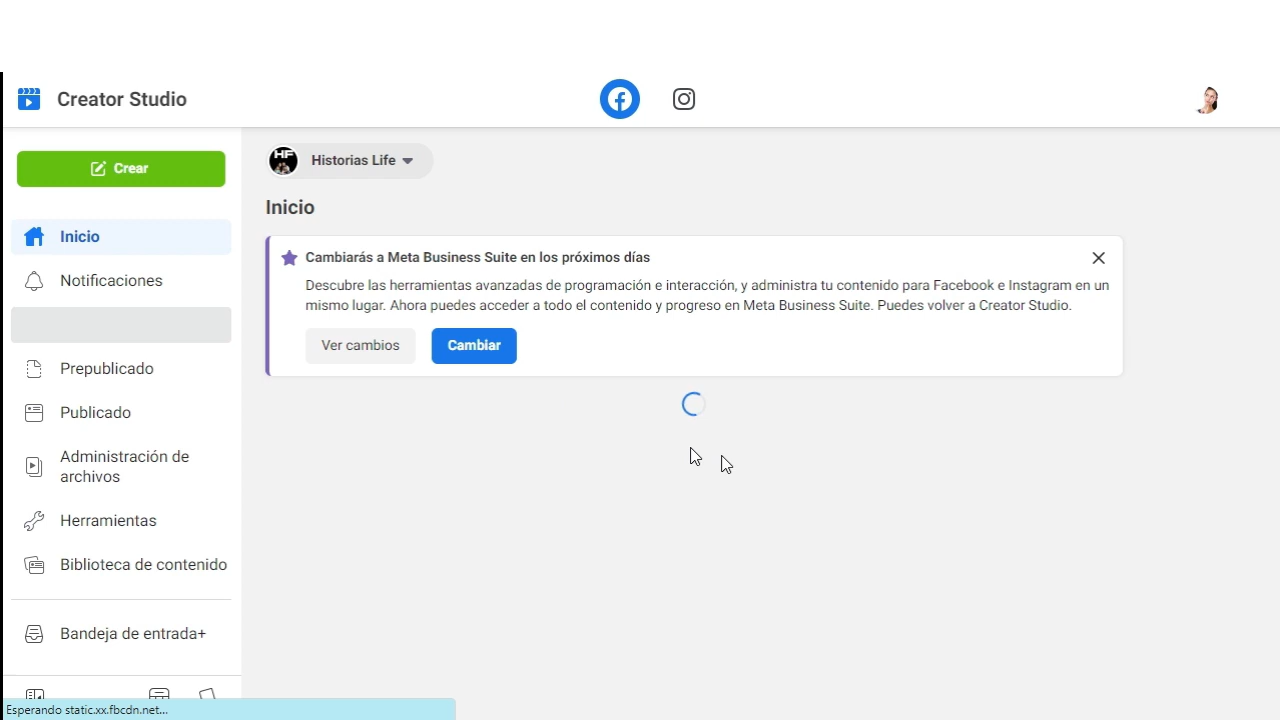 Creator Studio
Crear
HF
Historias Life
Inicio
Inicio
Notificaciones
Cambiarás a Meta Business Suite en los próximos días
Descubre las herramientas avanzadas de programación e interacción, y administra tu contenido para Facebook e Instagram en un
mismo lugar. Ahora puedes acceder a todo el contenido y progreso en Meta Business Suite. Puedes volver a Creator Studio.
Ver cambios
Cambiar
Prepublicado
Publicado
Administración de
archivos
Herramientas
Biblioteca de contenido
Bandeja de entrada+
Esperando static.xx.fbcdn.net...